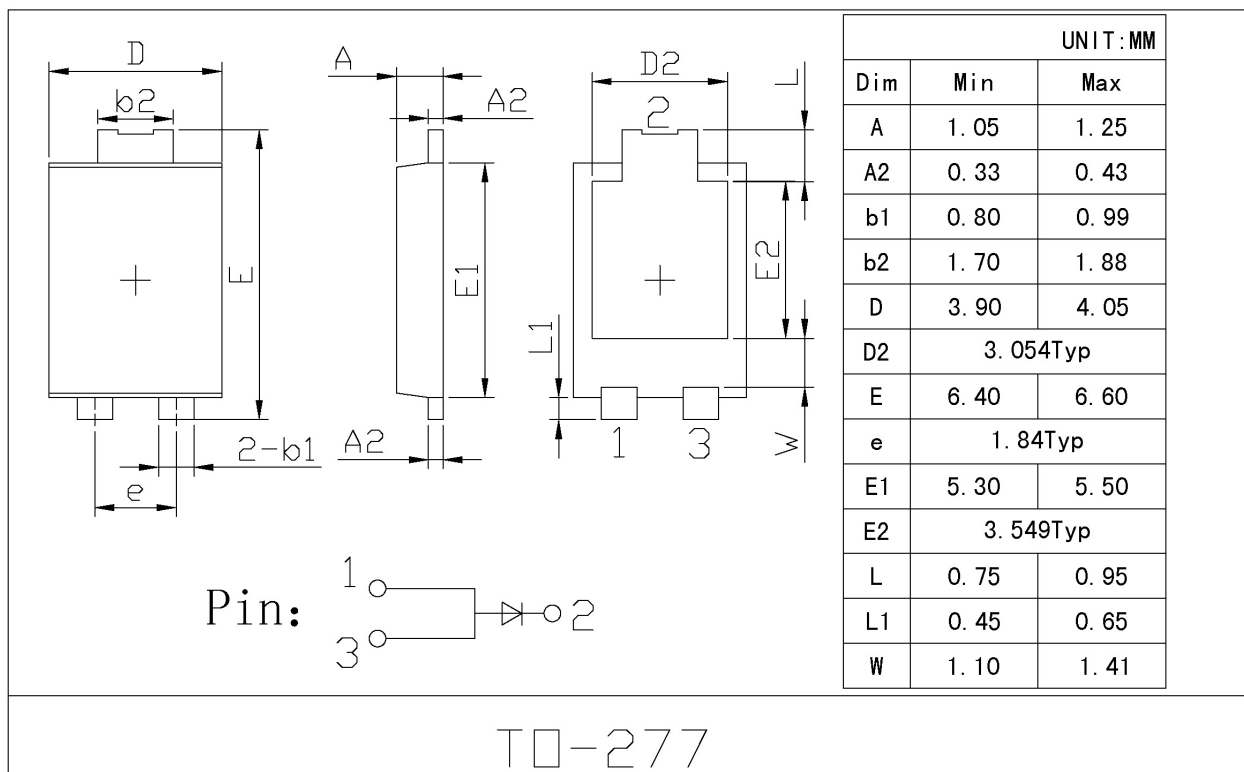 D
b2
E
2-b1
e
A
A2
E1
A2
D2
L
2
E2
L1
W
1 3
UNIT:MM
Dim Min Max
A 1.05 1.25
A2 0.33 0.43
b1 0.80 0.99
b2 1.70 1.88
D 3.90 4.05
D2 3.054Typ
E 6.40 6.60
e 1.84Typ
E1 5.30 5.50
E2 3.549Typ
L 0.75 0.95
L1 0.45 0.65
W 1.10 1.41
Pin:
1
3
2
TO-277